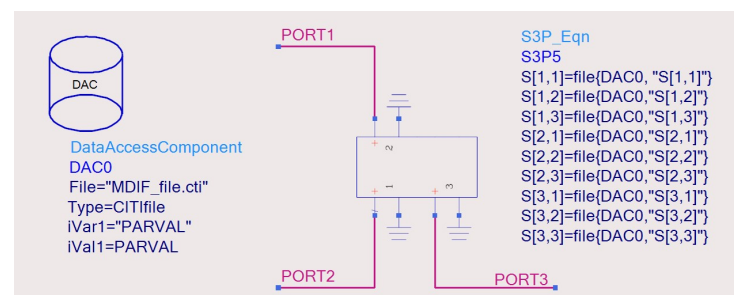 PORT1
DAC
DataAccessComponent
DAC0
File="MDIF_file.cti"
Type=CITIfile
iVar1="PARVAL"
iVal1=PARVAL
+
2
+
1
+
3
PORT2
PORT3
S3P_Eqn
S3P5
S[1,1]=file{DAC0, "S[1,1]"}
S[1,2]=file{DAC0,"S[1,2]"}
S[1,3]=file{DAC0,"S[1,3]"}
S[2,1]=file{DAC0,"S[2,1]"}
S[2,2]=file{DAC0,"S[2,2]"}
S[2,3]=file{DAC0,"S[2,3]"}
S[3,1]=file{DAC0,"S[3,1]"}
S[3,2]=file{DAC0,"S[3,2]"}
S[3,3]=file{DAC0,"S[3,3]"}